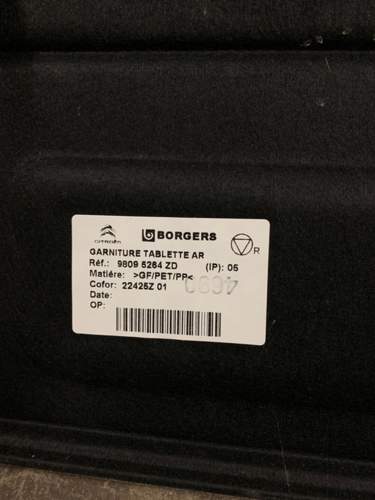 CITROËN BORGERS R
GARNITURE TABLETTE AR
Réf.: 9809 5264 ZD (IP): 05
Matière: >GF/PET/PP<
Cofor: 22425Z 01
Date:
OP: